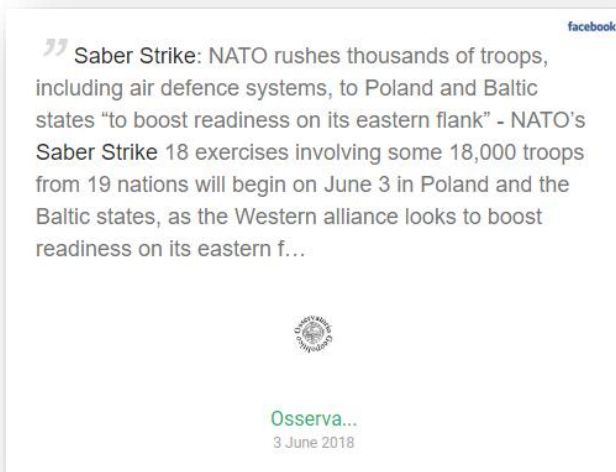 facebook
” Saber Strike: NATO rushes thousands of troops,
including air defence systems, to Poland and Baltic
states “to boost readiness on its eastern flank” - NATO’s
Saber Strike 18 exercises involving some 18,000 troops
from 19 nations will begin on June 3 in Poland and the
Baltic states, as the Western alliance looks to boost
readiness on its eastern f…
Osservatorio
Geopolitico
Osserva...
3 June 2018